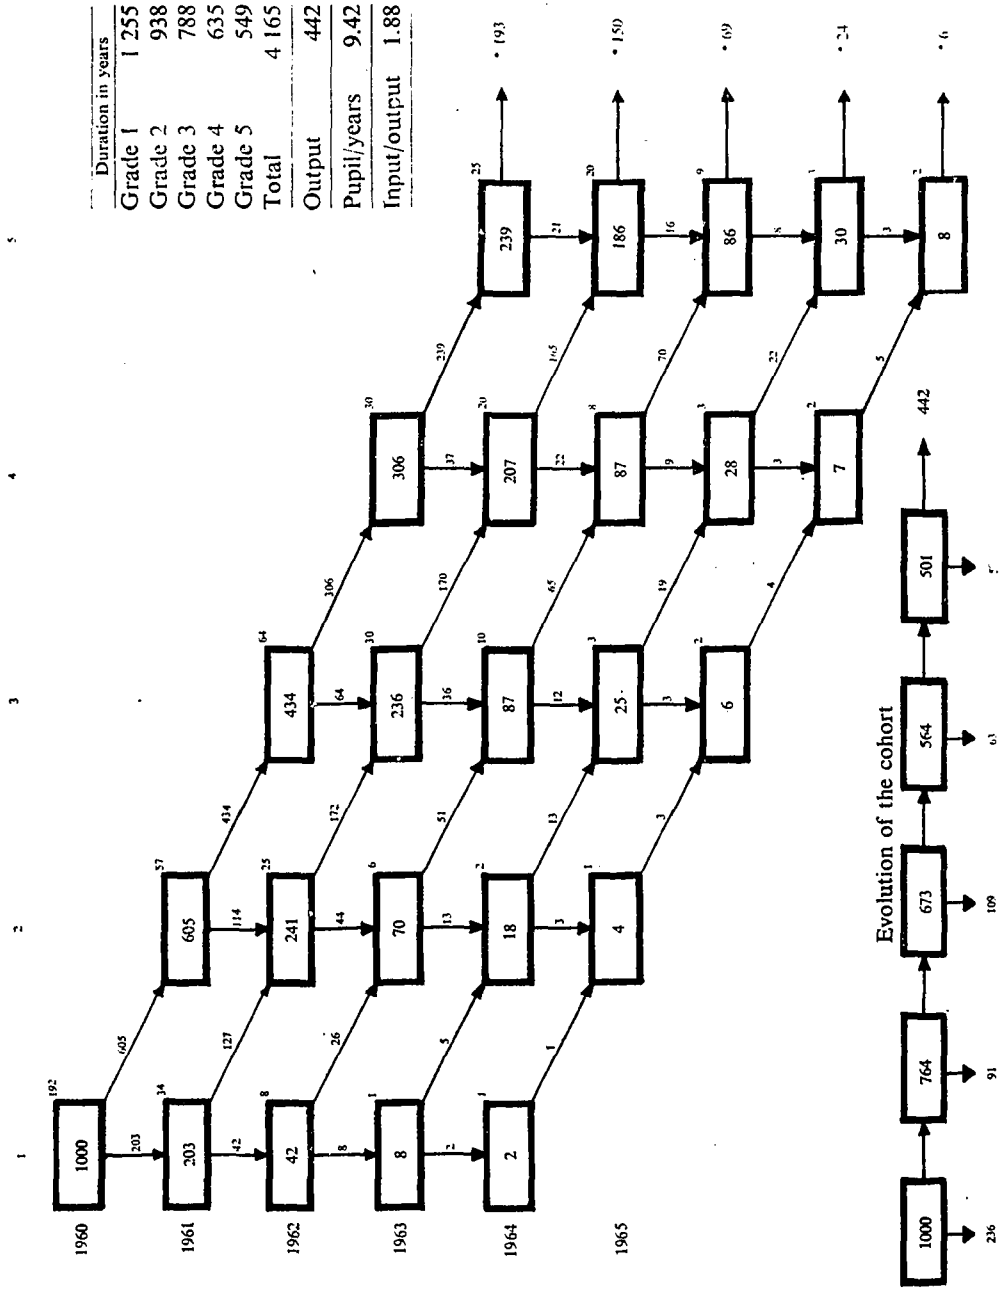 1 2 3 4 5
Duration in years
Grade 1 1 255
Grade 2 938
Grade 3 788
Grade 4 635
Grade 5 549
Total 4 165
Output 442
Pupil/years 9.42
Input/output 1.88
192
1960 1000
203 605
34 57
1961 203 605
42 127 114 434
8 25 64
1962 42 241 434
8 26 44 172 64 306
1 6 30 30
1963 8 70 236 306
2 5 13 51 36 170 37 239
1 2 10 20 25
1964 2 18 87 207 239 * 193
1 3 13 12 65 22 165 21
1 3 8 20
1965 4 25 87 186 * 150
3 3 19 9 70 16
2 3 9
6 28 86 * 69
4 3 22 8
2
7 30 * 24
5 3
2
8 * 6
Evolution of the cohort
1000 764 673 564 501 442
236 91 109 63